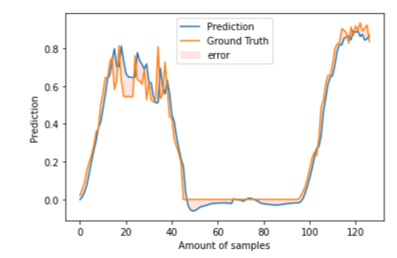 Prediction
Ground Truth
error
Prediction
0.8
0.6
0.4
0.2
0.0
0 20 40 60 80 100 120
Amount of samples